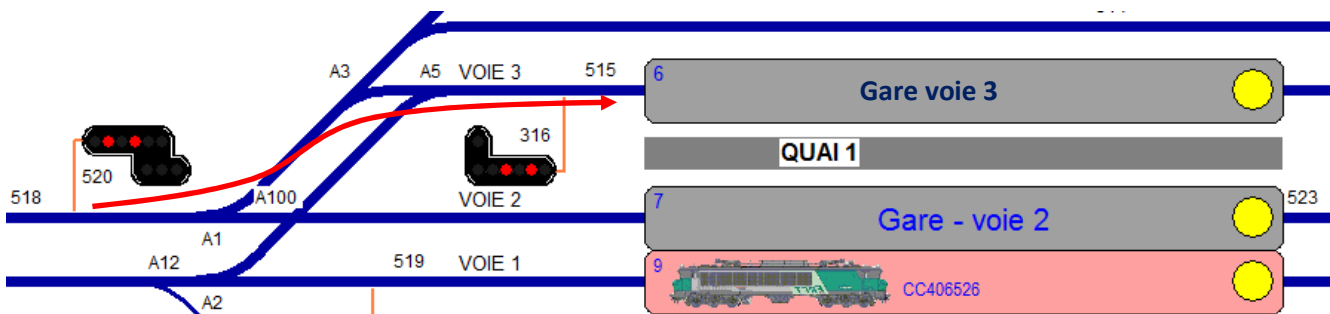 A3
A5
VOIE 3
515
6
Gare voie 3
316
QUAI 1
520
518
A100
VOIE 2
7
Gare - voie 2
523
A1
A12
519
VOIE 1
9
CC406526
A2